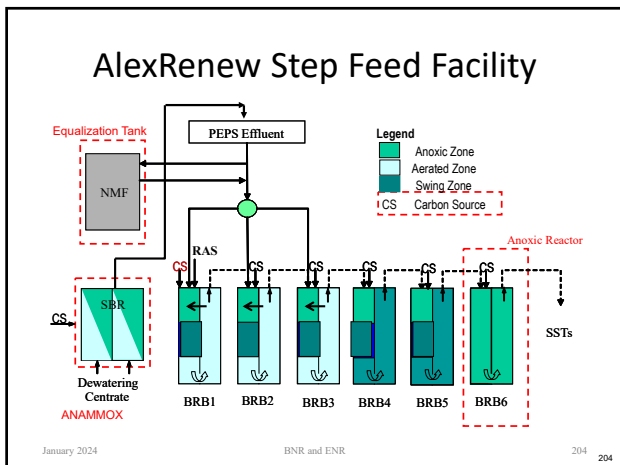 AlexRenew Step Feed Facility
Equalization Tank
PEPS Effluent
Legend
Anoxic Zone
Aerated Zone
Swing Zone
CS Carbon Source
NMF
Anoxic Reactor
RAS
CS CS CS CS CS CS
SBR
CS
SSTs
Dewatering
Centrate
ANAMMOX
BRB1 BRB2 BRB3 BRB4 BRB5 BRB6
January 2024 BNR and ENR 204
204